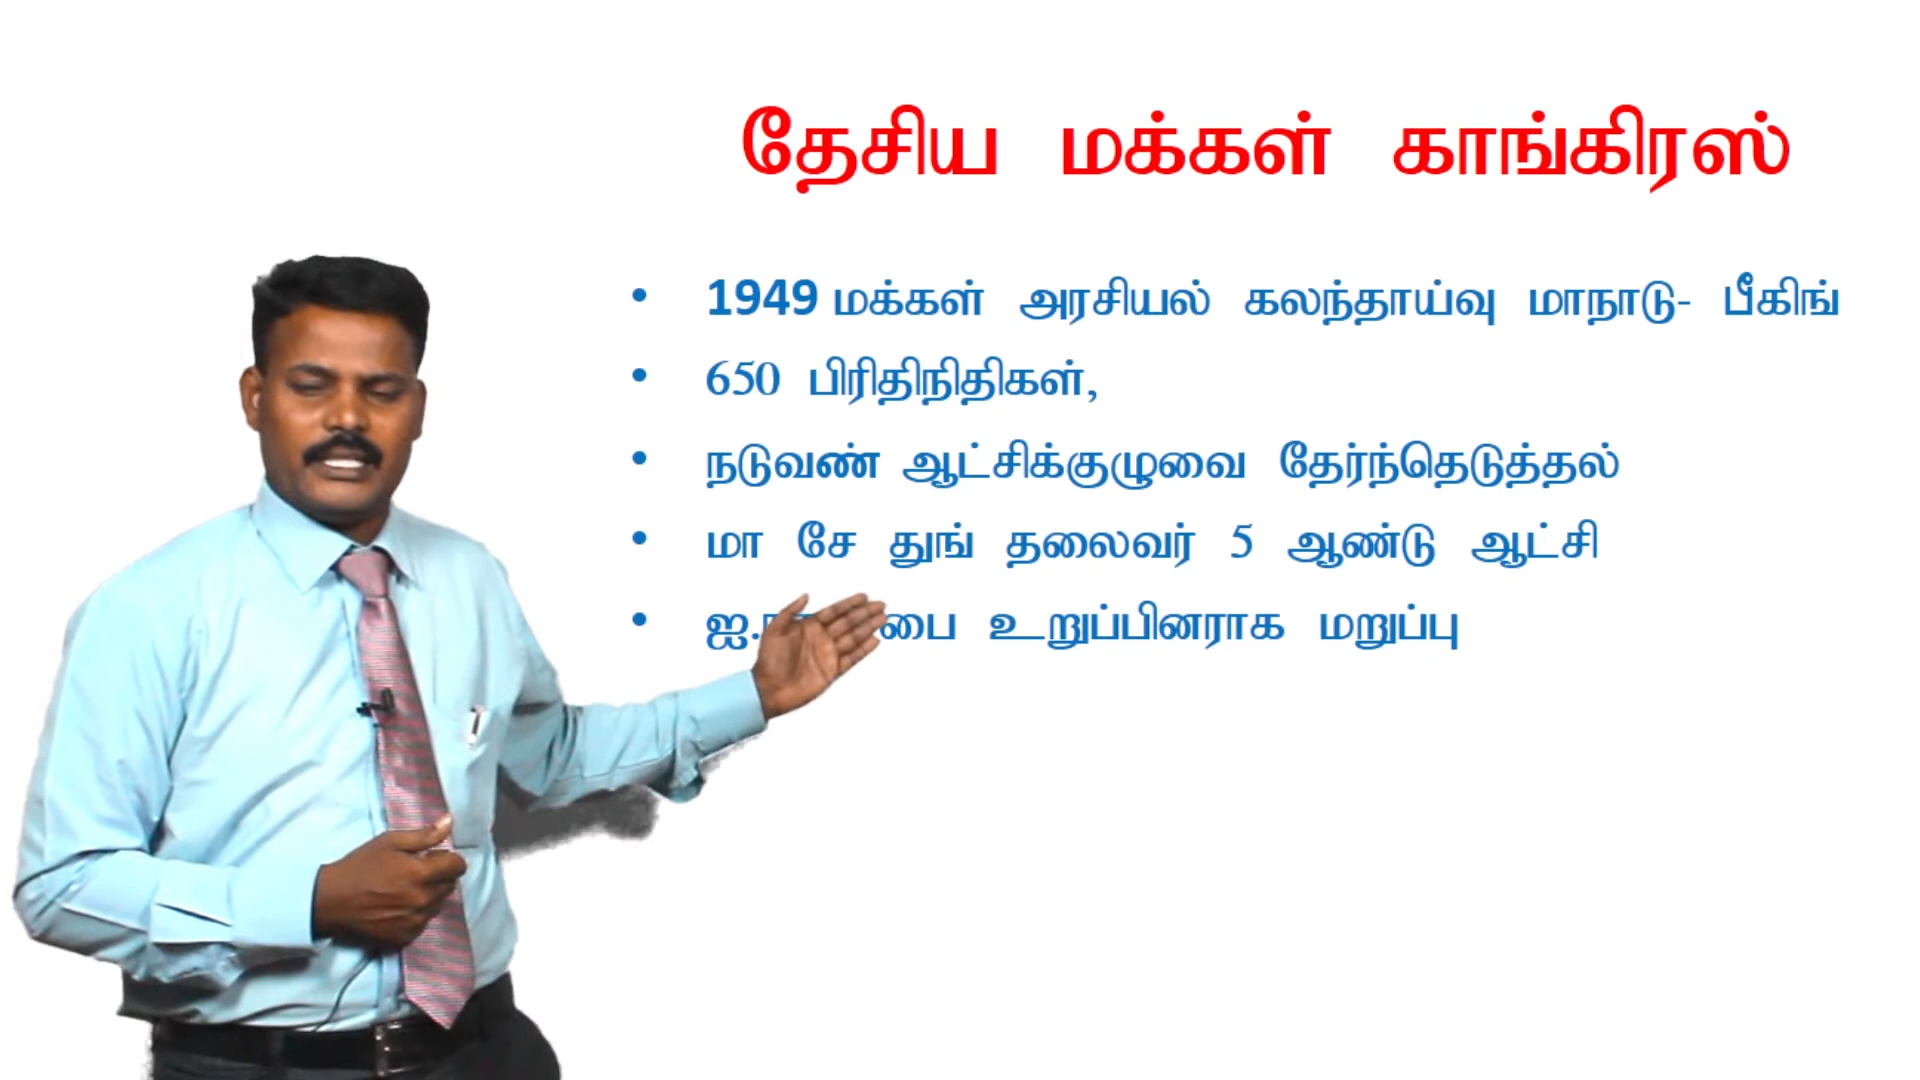 தேசிய மக்கள் காங்கிரஸ்
• 1949 மக்கள் அரசியல் கலந்தாய்வு மாநாடு- பீகிங்
• 650 பிரிதிநிதிகள்,
• நடுவண் ஆட்சிக்குழுவை தேர்ந்தெடுத்தல்
• மா சே துங் தலைவர் 5 ஆண்டு ஆட்சி
• உறுப்பினராக மறுப்பு